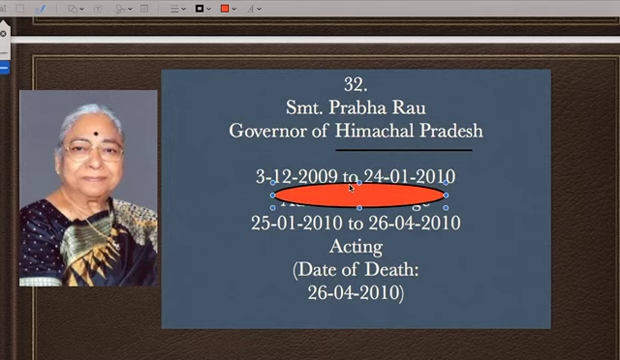 32.
Smt. Prabha Rau
Governor of Himachal Pradesh
3-12-2009 to 24-01-2010
25-01-2010 to 26-04-2010
Acting
(Date of Death:
26-04-2010)